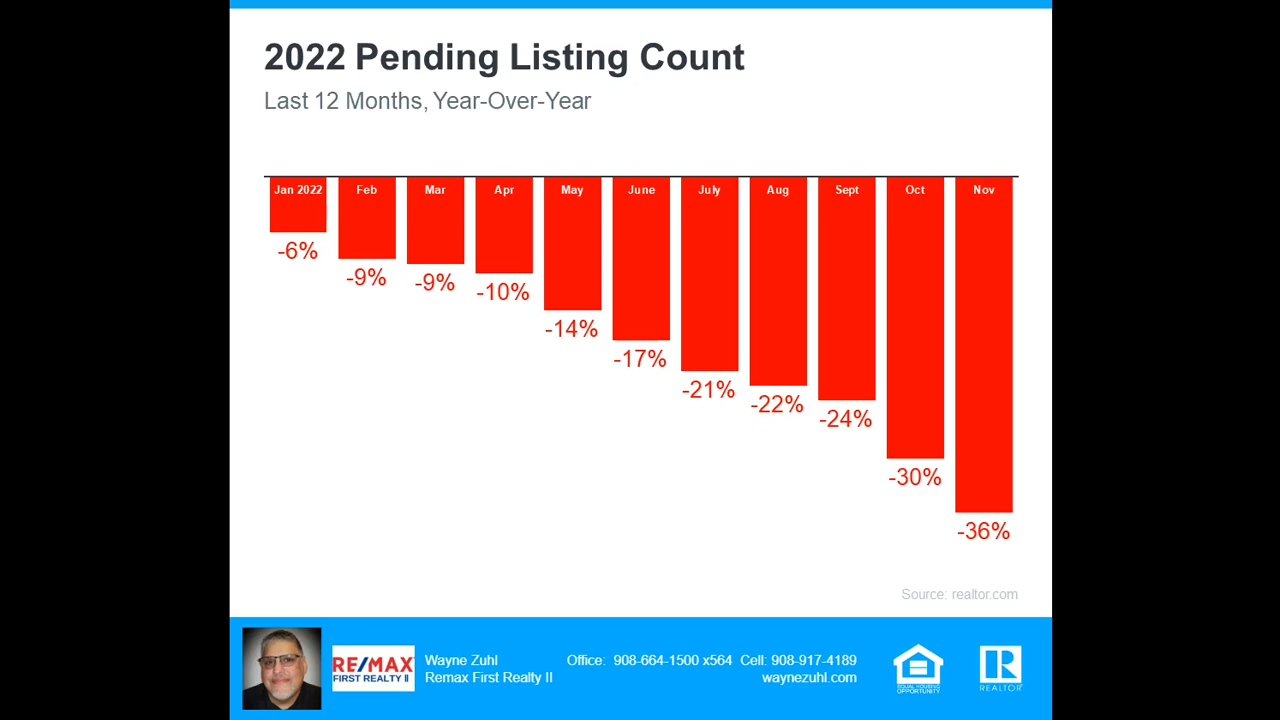 2022 Pending Listing Count
Last 12 Months, Year-Over-Year
Jan 2022 Feb Mar Apr May June July Aug Sept Oct Nov
-6%
-9%
-9%
-10%
-14%
-17%
-21%
-22%
-24%
-30%
-36%
Source: realtor.com
RE/MAX
FIRST REALTY II
Wayne Zuhl
Remax First Realty II
Office: 908-664-1500 x564 Cell: 908-917-4189
waynezuhl.com
EQUAL HOUSING
OPPORTUNITY
R
REALTOR®